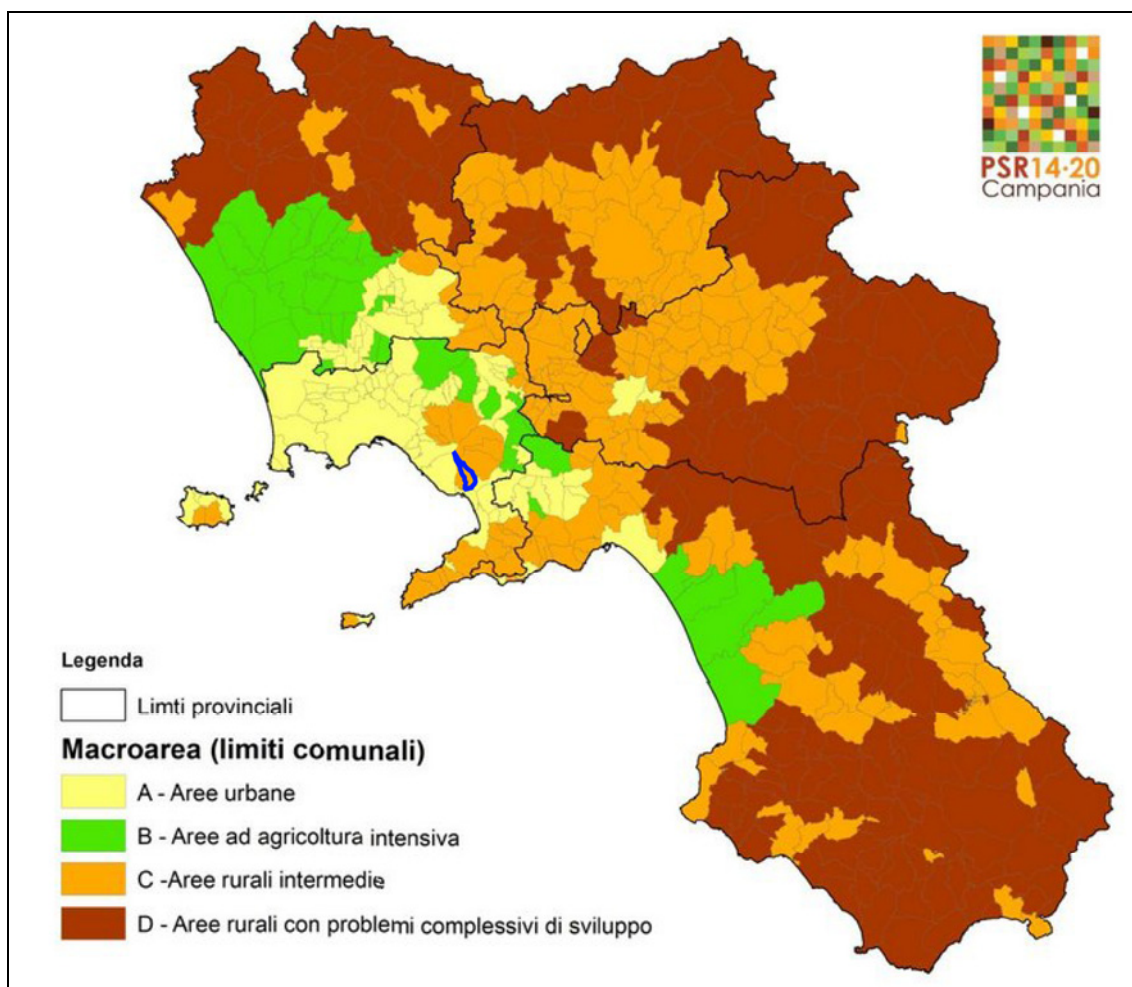 PSR14-20
Campania
Legenda
Limti provinciali
Macroarea (limiti comunali)
A - Aree urbane
B - Aree ad agricoltura intensiva
C -Aree rurali intermedie
D - Aree rurali con problemi complessivi di sviluppo